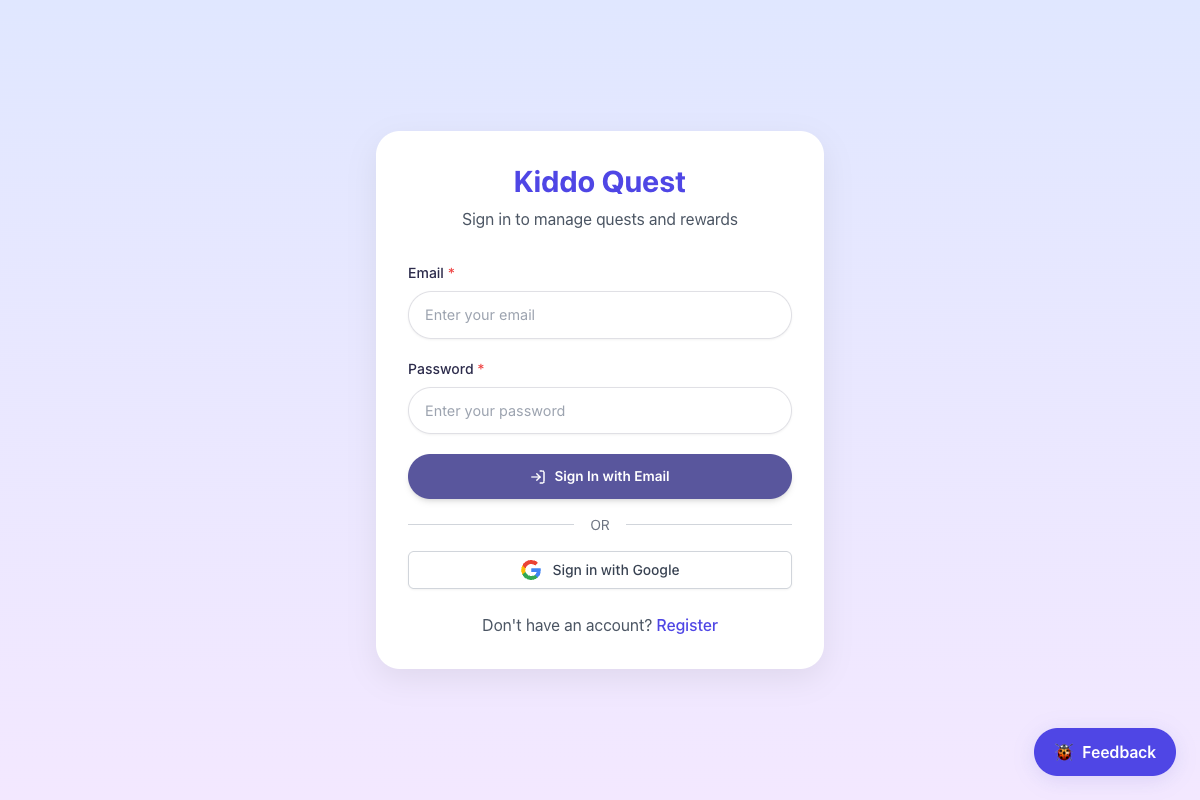 Kiddo Quest
Sign in to manage quests and rewards
Email *
Enter your email
Password *
Enter your password
Sign In with Email
OR
Sign in with Google
Don't have an account? Register
Feedback